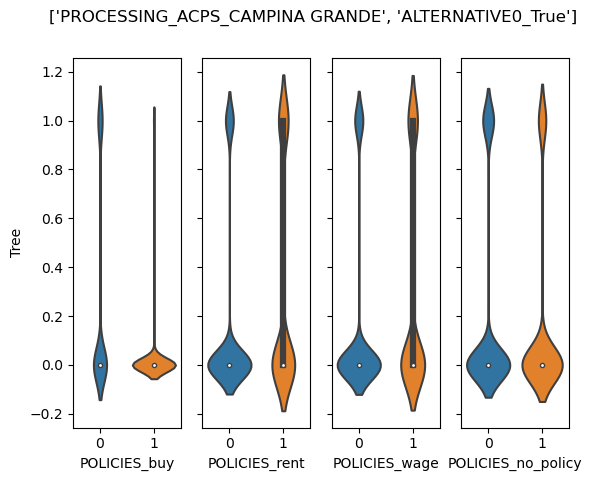 ['PROCESSING_ACPS_CAMPINA GRANDE', 'ALTERNATIVE0_True']
1.2
1.0
0.8
0.6
0.4
0.2
0.0
−0.2
Tree
0 1 0 1 0 1 0 1
POLICIES_buy POLICIES_rent POLICIES_wage POLICIES_no_policy